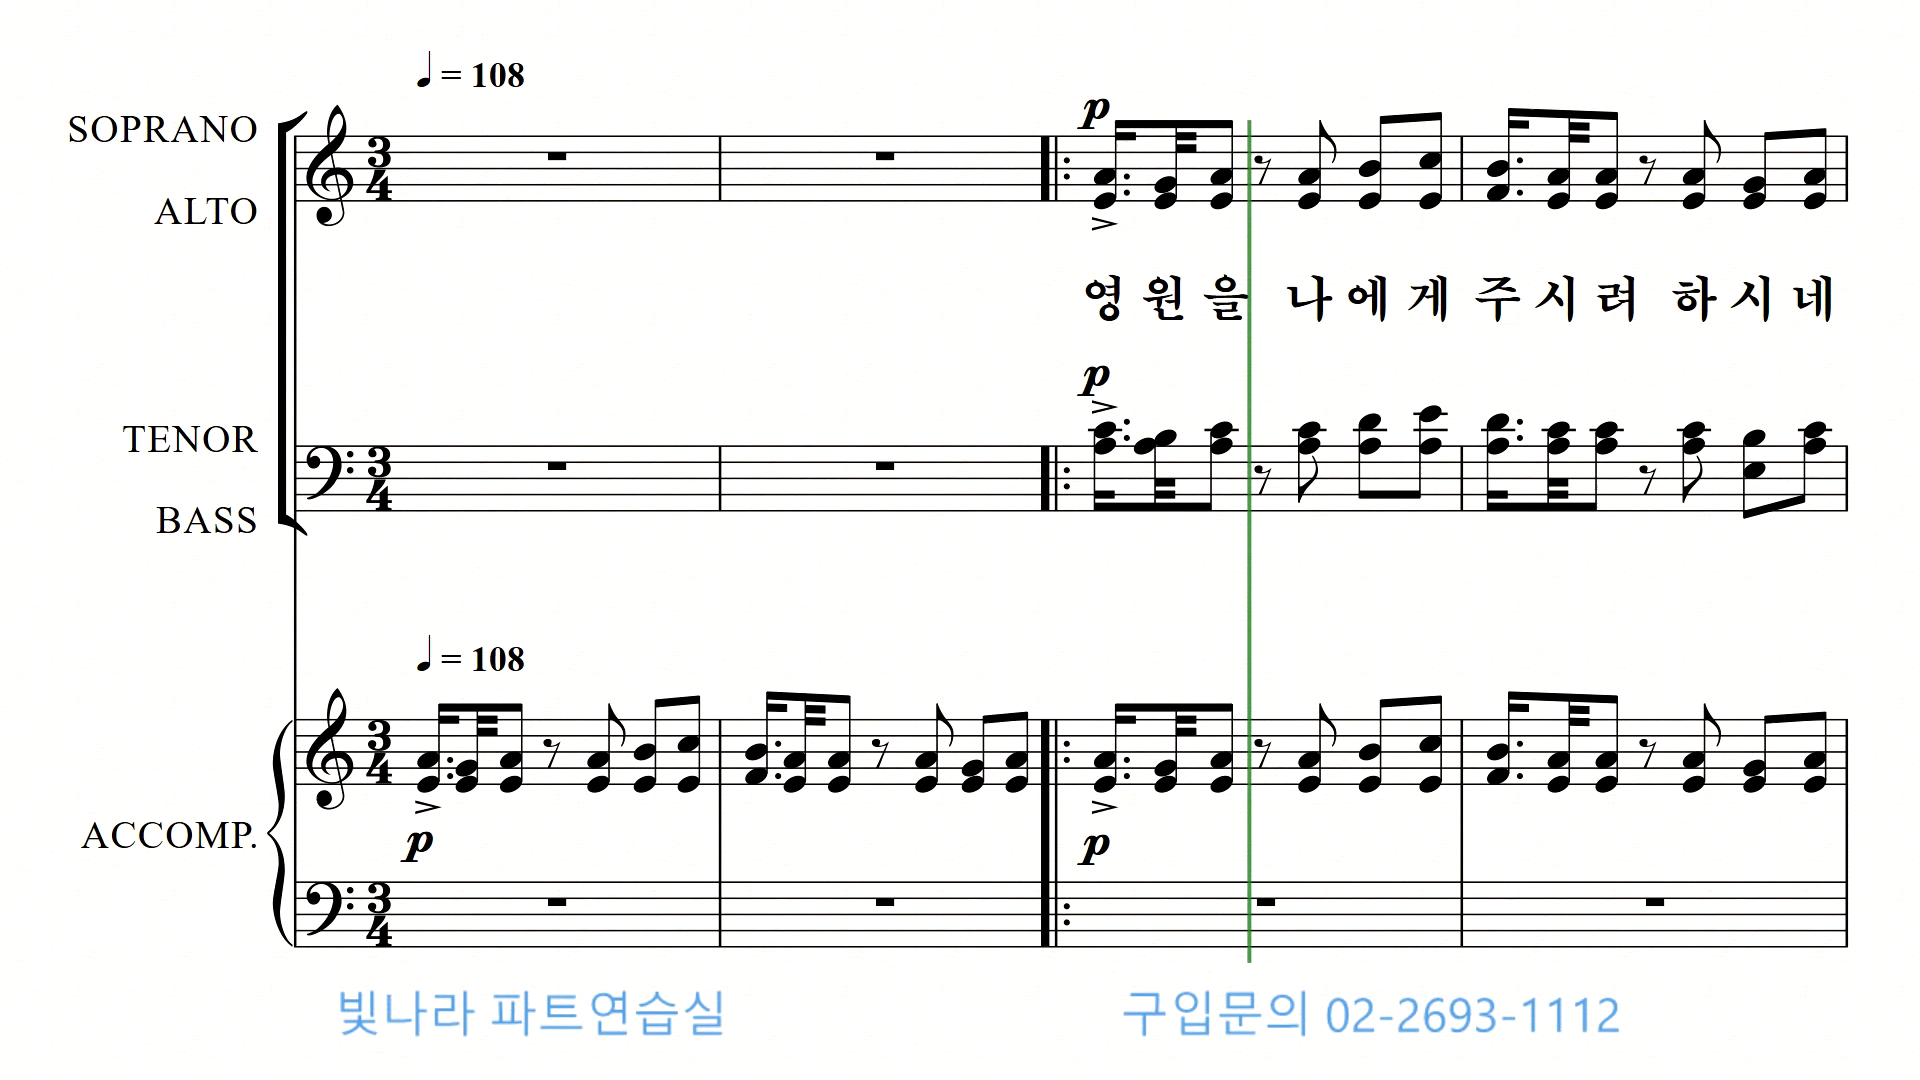 ♩ = 108
SOPRANO
ALTO
p
영 원 을 나 에 게 주 시 려 하 시 네
p
TENOR
BASS
♩ = 108
ACCOMP.
p p
빛나라 파트연습실 구입문의 02-2693-1112